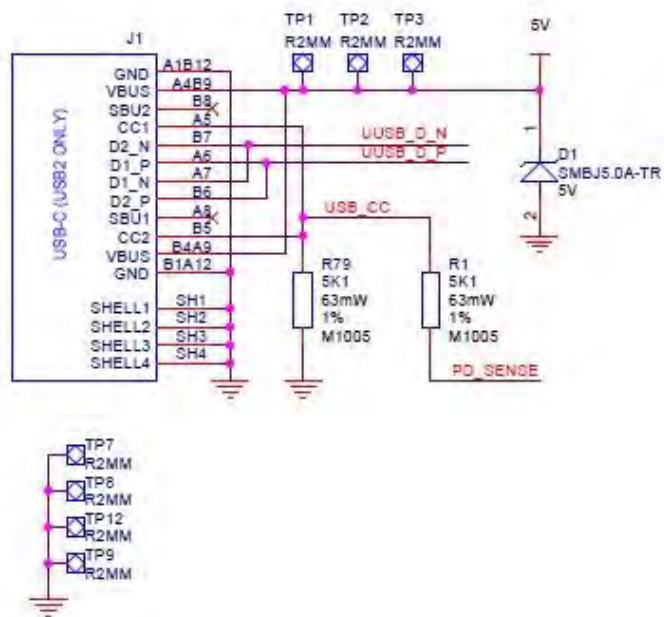 TP1 TP2 TP3
R2MM R2MM R2MM
5V
J1
USB-C (USB2 ONLY)
GND A1B12
VBUS A4B9
SBU2 B8
CC1 A5
D2_N B7
D1_P A6
D1_N A7
D2_P B6
SBU1 A8
CC2 B5
VBUS B4A9
GND B1A12
SHELL1 SH1
SHELL2 SH2
SHELL3 SH3
SHELL4 SH4
UUSB_D_N
UUSB_D_P
USB_CC
1
D1
SMBJ5.0A-TR
5V
2
R79
5K1
63mW
1%
M1005
R1
5K1
63mW
1%
M1005
PD_SENSE
TP7
R2MM
TP8
R2MM
TP12
R2MM
TP9
R2MM